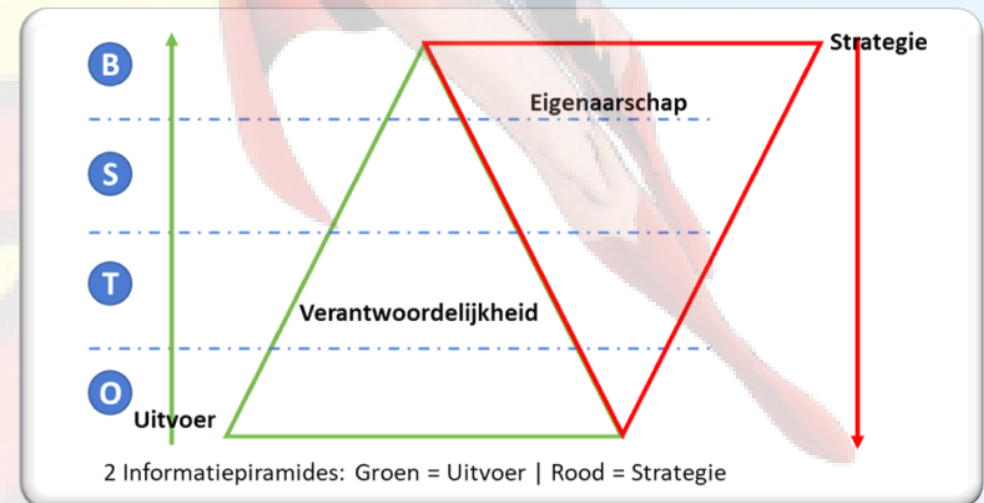 B
Strategie
Eigenaarschap
S
T
Verantwoordelijkheid
O
Uitvoer
2 Informatiepiramides: Groen = Uitvoer | Rood = Strategie